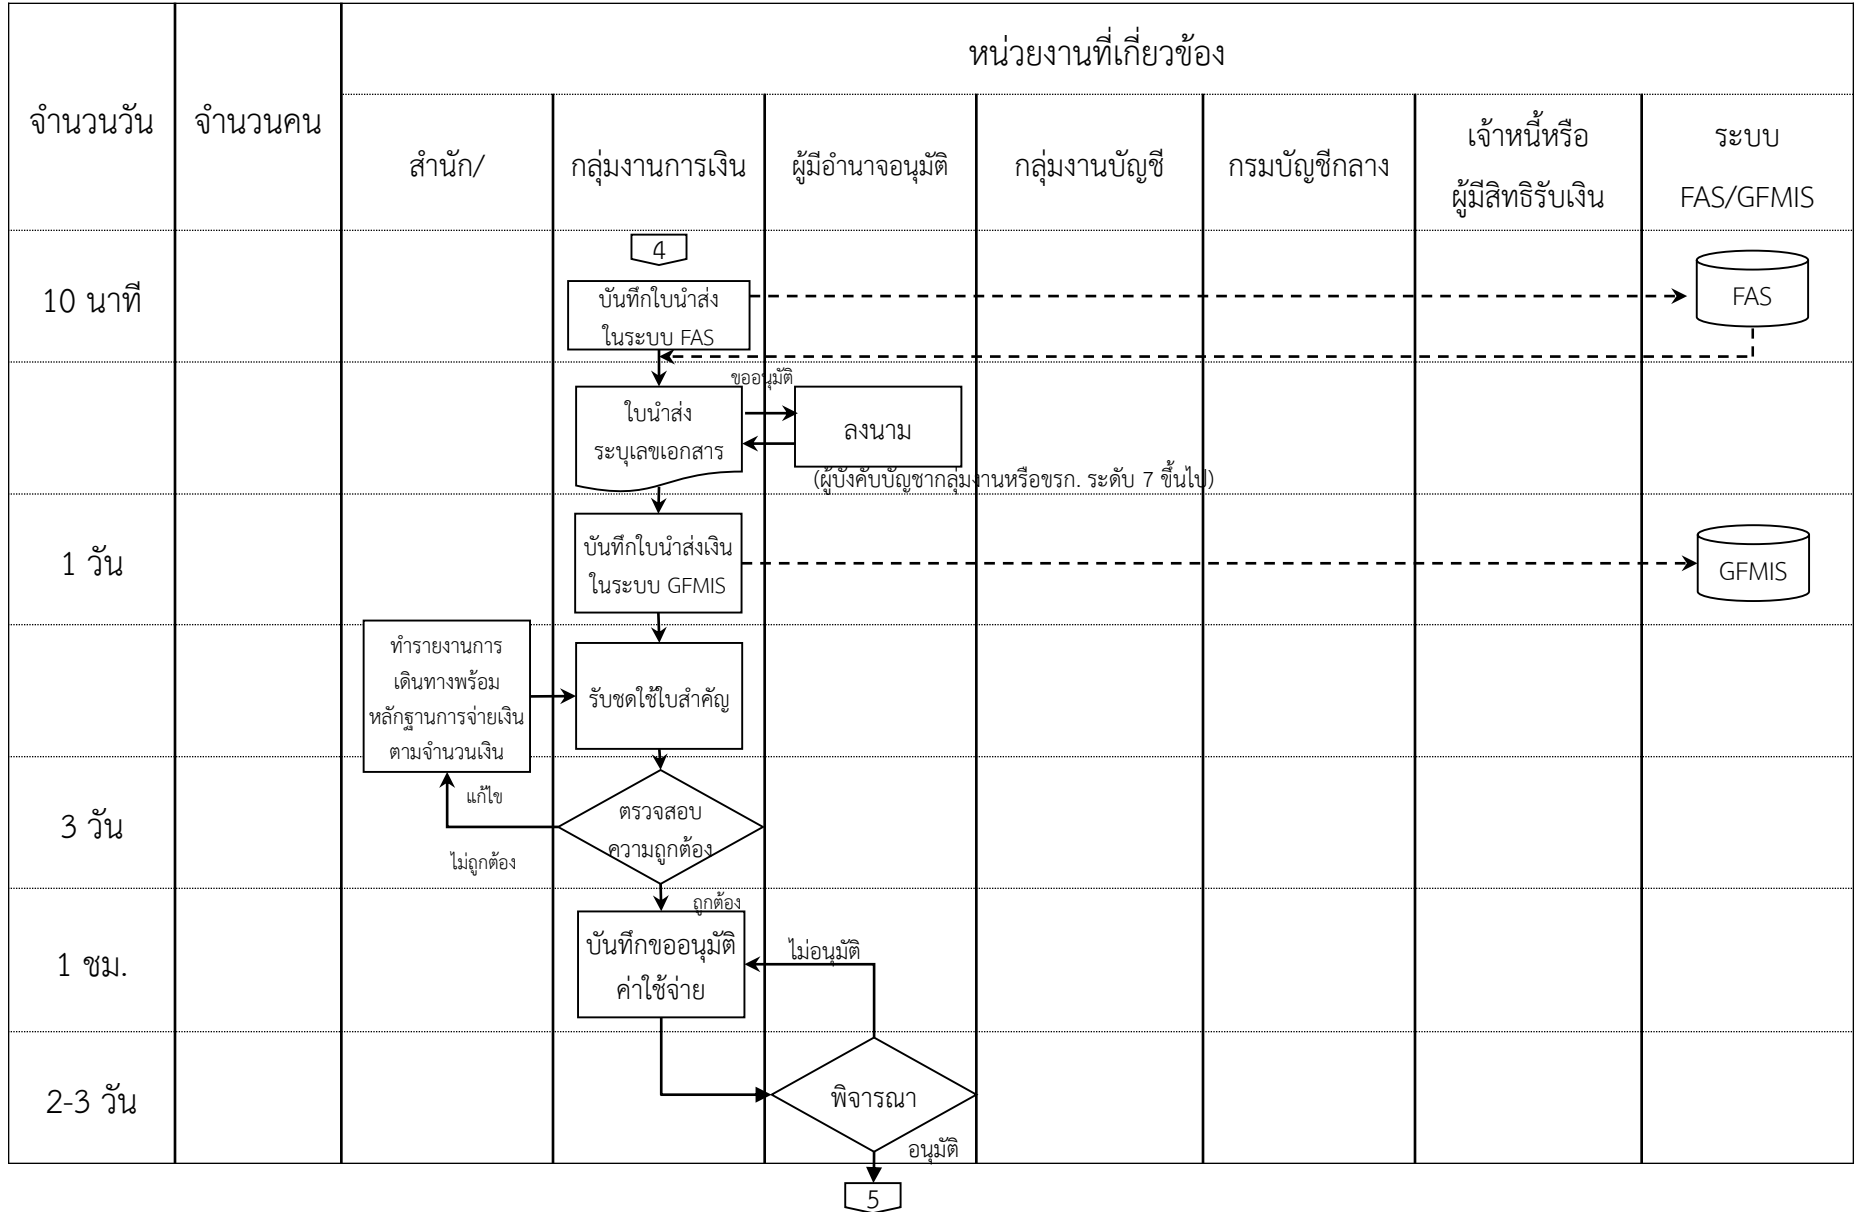 หน่วยงานที่เกี่ยวข้อง
จำนวนวัน
จำนวนคน
สำนัก/
กลุ่มงานการเงิน
ผู้มีอำนาจอนุมัติ
กลุ่มงานบัญชี
กรมบัญชีกลาง
เจ้าหนี้หรือ
ผู้มีสิทธิรับเงิน
ระบบ
FAS/GFMIS
4
10 นาที
บันทึกใบนำส่ง
ในระบบ FAS
FAS
ขออนุมัติ
ใบนำส่ง
ระบุเลขเอกสาร
ลงนาม
(ผู้บังคับบัญชากลุ่มงานหรือขรก. ระดับ 7 ขึ้นไป)
1 วัน
บันทึกใบนำส่งเงิน
ในระบบ GFMIS
GFMIS
ทำรายงานการ
เดินทางพร้อม
หลักฐานการจ่ายเงิน
ตามจำนวนเงิน
รับชดใช้ใบสำคัญ
3 วัน
แก้ไข
ตรวจสอบ
ความถูกต้อง
ไม่ถูกต้อง
ถูกต้อง
1 ชม.
บันทึกขออนุมัติ
ค่าใช้จ่าย
ไม่อนุมัติ
2-3 วัน
พิจารณา
อนุมัติ
5